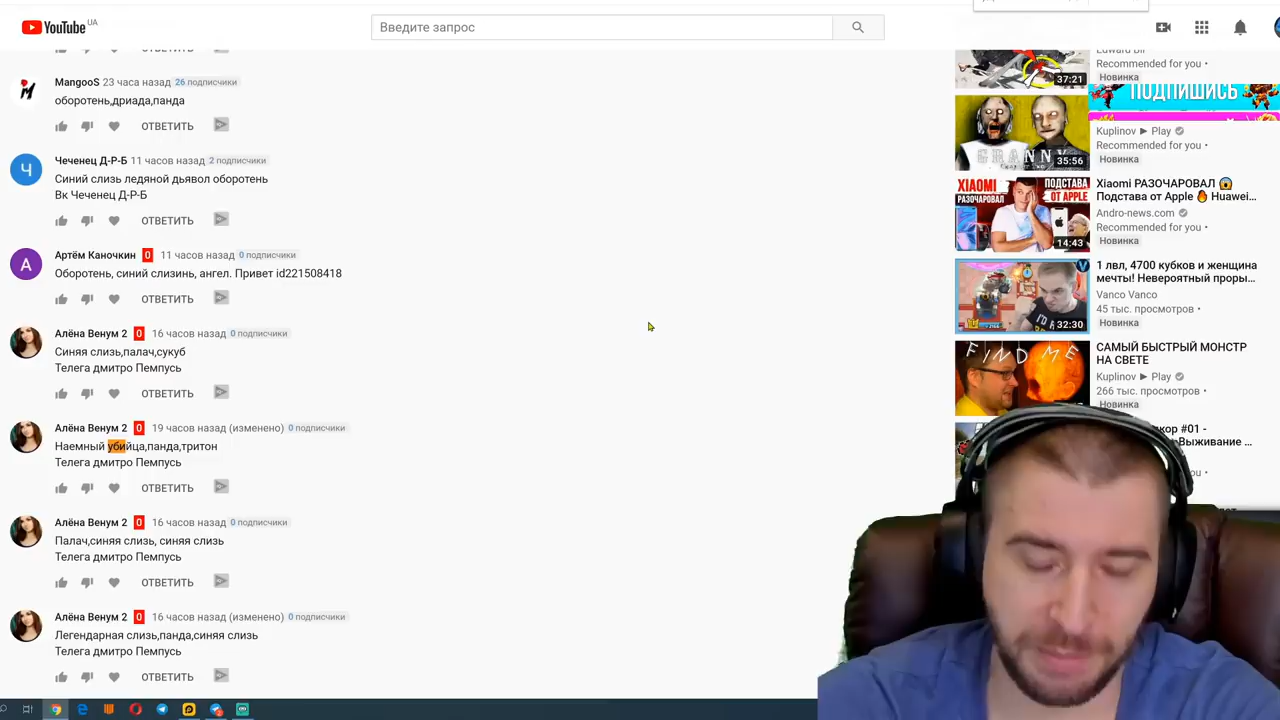 YouTube UA
Введите запрос
MangooS 23 часа назад 26 подписчики
оборотень,дриада,панда
ОТВЕТИТЬ
Чеченец Д-Р-Б 11 часов назад 2 подписчики
Синий слизь ледяной дьявол оборотень
Вк Чеченец Д-Р-Б
ОТВЕТИТЬ
Артём Каночкин 0 11 часов назад 0 подписчики
Оборотень, синий слизинь, ангел. Привет id221508418
ОТВЕТИТЬ
Алёна Венум 2 0 16 часов назад 0 подписчики
Синяя слизь,палач,сукуб
Телега дмитро Пемпусь
ОТВЕТИТЬ
Алёна Венум 2 0 19 часов назад (изменено) 0 подписчики
Наемный убийца,панда,тритон
Телега дмитро Пемпусь
ОТВЕТИТЬ
Алёна Венум 2 0 16 часов назад 0 подписчики
Палач,синяя слизь, синяя слизь
Телега дмитро Пемпусь
ОТВЕТИТЬ
Алёна Венум 2 0 16 часов назад (изменено) 0 подписчики
Легендарная слизь,панда,синяя слизь
Телега дмитро Пемпусь
ОТВЕТИТЬ
37:21
Recommended for you •
Новинка
ПОДПИШИСЬ
GRANNY
35:56
Kuplinov ► Play
Recommended for you •
Новинка
XIAOMI
РАЗОЧАРОВАЛ
ПОДСТАВА
ОТ APPLE
14:43
Xiaomi РАЗОЧАРОВАЛ
Подстава от Apple Huawei...
Andro-news.com
Recommended for you •
Новинка
32:30
1 лвл, 4700 кубков и женщина
мечты! Невероятный проры...
Vanco Vanco
45 тыс. просмотров •
Новинка
FIND ME
САМЫЙ БЫСТРЫЙ МОНСТР
НА СВЕТЕ
Kuplinov ► Play
266 тыс. просмотров •
Новинка
#01 -
Выживание ...